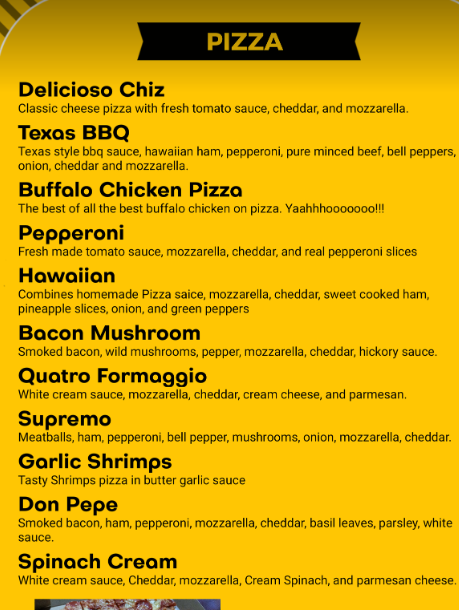 PIZZA
Delicioso Chiz
Classic cheese pizza with fresh tomato sauce, cheddar, and mozzarella.
Texas BBQ
Texas style bbq sauce, hawaiian ham, pepperoni, pure minced beef, bell peppers,
onion, cheddar and mozzarella.
Buffalo Chicken Pizza
The best of all the best buffalo chicken on pizza. Yaahhhooooooo!!!
Pepperoni
Fresh made tomato sauce, mozzarella, cheddar, and real pepperoni slices
Hawaiian
Combines homemade Pizza saice, mozzarella, cheddar, sweet cooked ham,
pineapple slices, onion, and green peppers
Bacon Mushroom
Smoked bacon, wild mushrooms, pepper, mozzarella, cheddar, hickory sauce.
Quatro Formaggio
White cream sauce, mozzarella, cheddar, cream cheese, and parmesan.
Supremo
Meatballs, ham, pepperoni, bell pepper, mushrooms, onion, mozzarella, cheddar.
Garlic Shrimps
Tasty Shrimps pizza in butter garlic sauce
Don Pepe
Smoked bacon, ham, pepperoni, mozzarella, cheddar, basil leaves, parsley, white
sauce.
Spinach Cream
White cream sauce, Cheddar, mozzarella, Cream Spinach, and parmesan cheese.